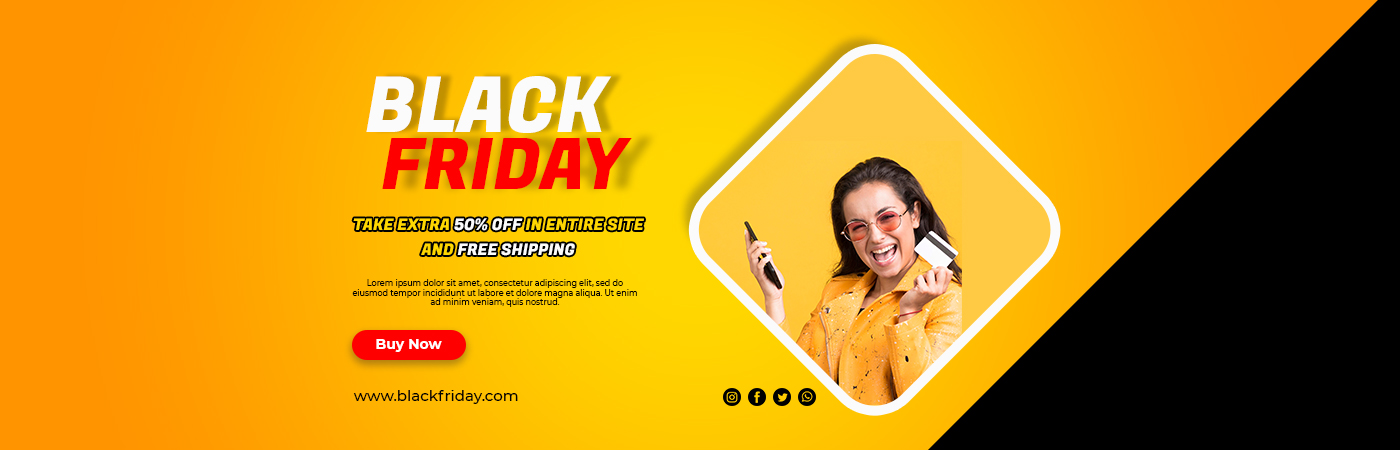 BLACK
FRIDAY
TAKE EXTRA 50% OFF IN ENTIRE SITE
AND FREE SHIPPING
Lorem ipsum dolor sit amet, consectetur adipiscing elit, sed do
eiusmod tempor incididunt ut labore et dolore magna aliqua. Ut enim
ad minim veniam, quis nostrud.
Buy Now
www.blackfriday.com